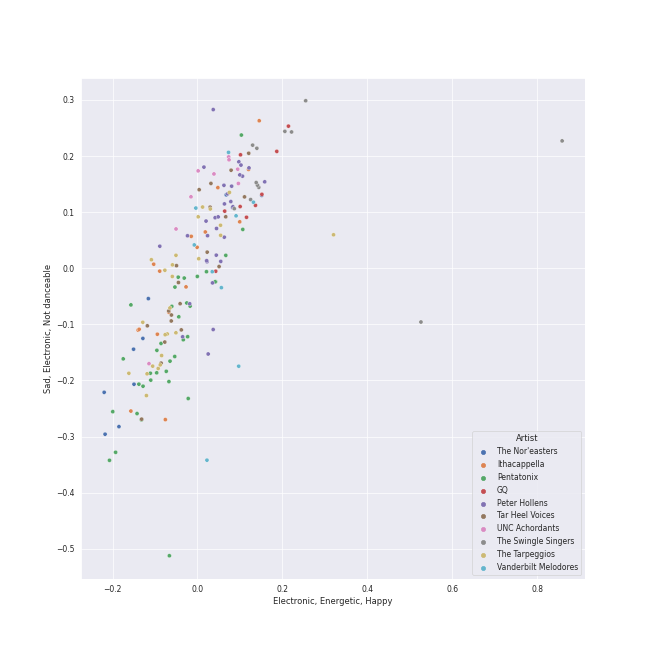 0.3
0.2
0.1
0.0
−0.1
−0.2
−0.3
−0.4
−0.5
Sad, Electronic, Not danceable
−0.2 0.0 0.2 0.4 0.6 0.8
Electronic, Energetic, Happy
Artist
The Nor'easters
Ithacappella
Pentatonix
GQ
Peter Hollens
Tar Heel Voices
UNC Achordants
The Swingle Singers
The Tarpeggios
Vanderbilt Melodores